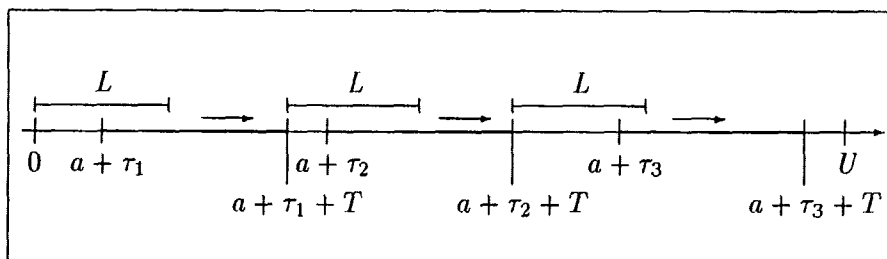 L L L
0 a + τ₁ a + τ₂ a + τ₃ U
a + τ₁ + T a + τ₂ + T a + τ₃ + T